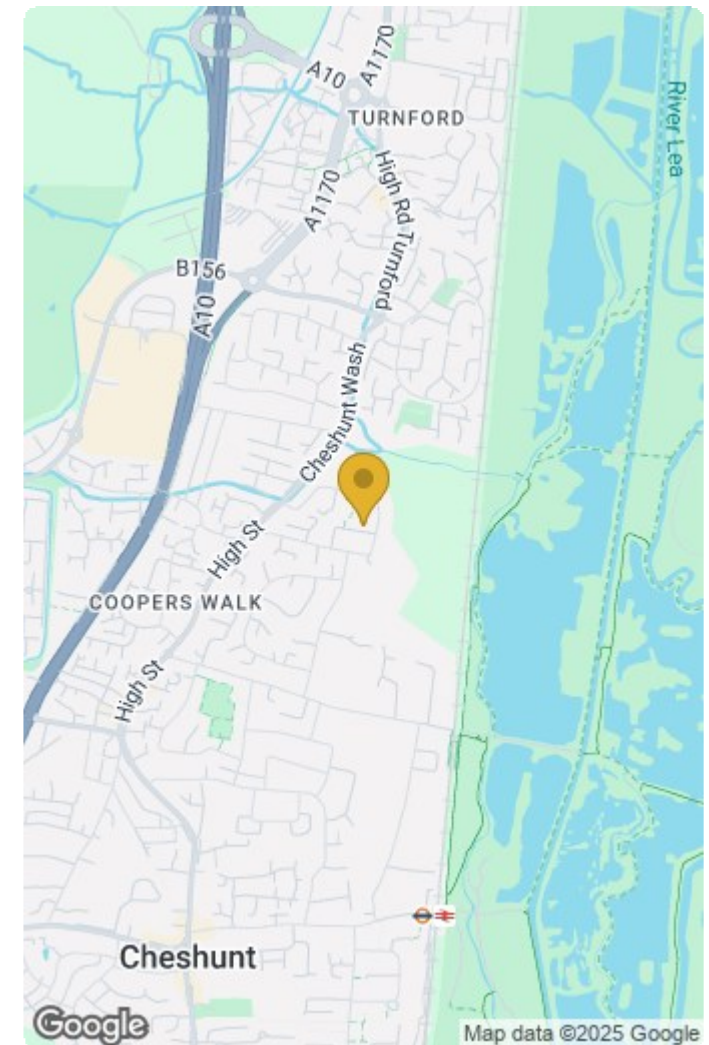 A1170
A10
TURNFORD
River Lea
High Rd Turnford
A1170
B156
A10
Cheshunt Wash
High St
COOPERS WALK
High St
Cheshunt
Google
Map data ©2025 Google